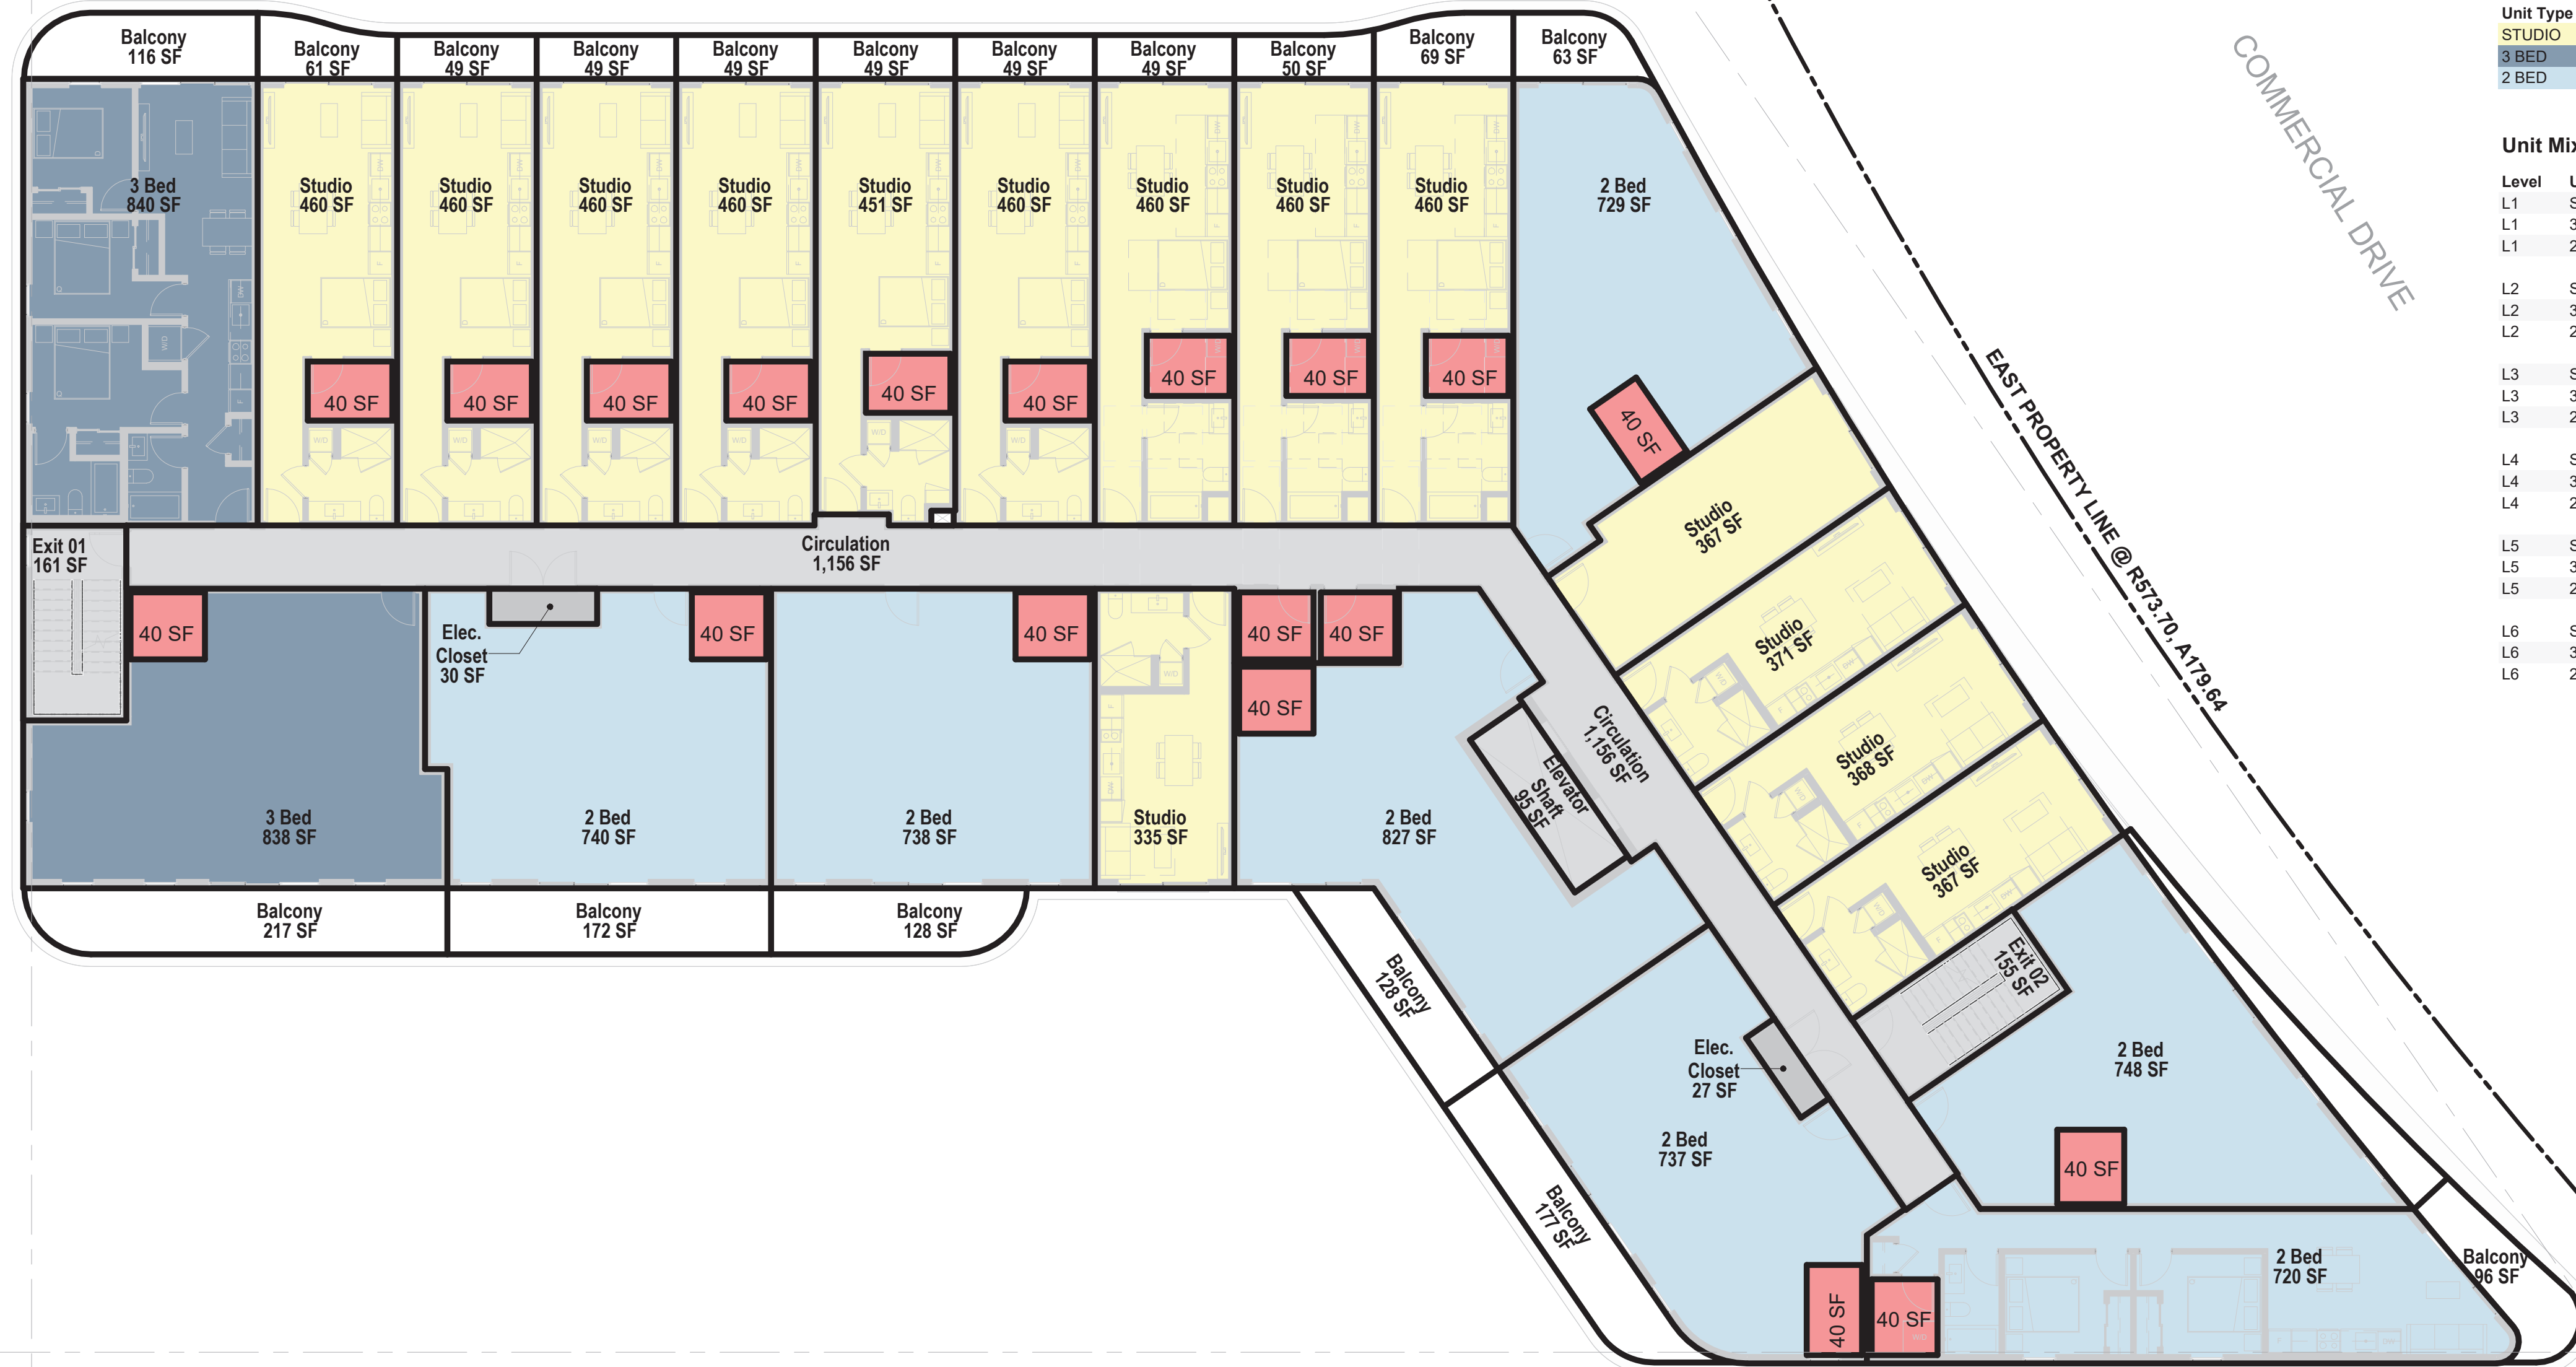 Balcony
116 SF
Balcony
61 SF
Balcony
49 SF
Balcony
49 SF
Balcony
49 SF
Balcony
49 SF
Balcony
49 SF
Balcony
49 SF
Balcony
50 SF
Balcony
69 SF
Balcony
63 SF
3 Bed
840 SF
Studio
460 SF
Studio
460 SF
Studio
460 SF
Studio
460 SF
Studio
451 SF
Studio
460 SF
Studio
460 SF
Studio
460 SF
Studio
460 SF
2 Bed
729 SF
40 SF
40 SF
40 SF
40 SF
40 SF
40 SF
40 SF
40 SF
40 SF
40 SF
Exit 01
161 SF
Circulation
1,156 SF
Studio
367 SF
Studio
371 SF
Studio
368 SF
Studio
367 SF
40 SF
Elec.
Closet
30 SF
40 SF
40 SF
40 SF
40 SF
40 SF
3 Bed
838 SF
2 Bed
740 SF
2 Bed
738 SF
Studio
335 SF
2 Bed
827 SF
Elevator
Shaft
95 SF
Circulation
1,156 SF
Balcony
217 SF
Balcony
172 SF
Balcony
128 SF
Balcony
128 SF
Exit 02
155 SF
Elec.
Closet
27 SF
2 Bed
748 SF
2 Bed
737 SF
40 SF
Balcony
177 SF
40 SF
40 SF
2 Bed
720 SF
Balcony
96 SF
COMMERCIAL DRIVE
EAST PROPERTY LINE @ R573.70, A179.64
Unit Type
STUDIO
3 BED
2 BED
Unit Mix
Level U
L1 S
L1 3
L1 2
L2 S
L2 3
L2 2
L3 S
L3 3
L3 2
L4 S
L4 3
L4 2
L5 S
L5 3
L5 2
L6 S
L6 3
L6 2